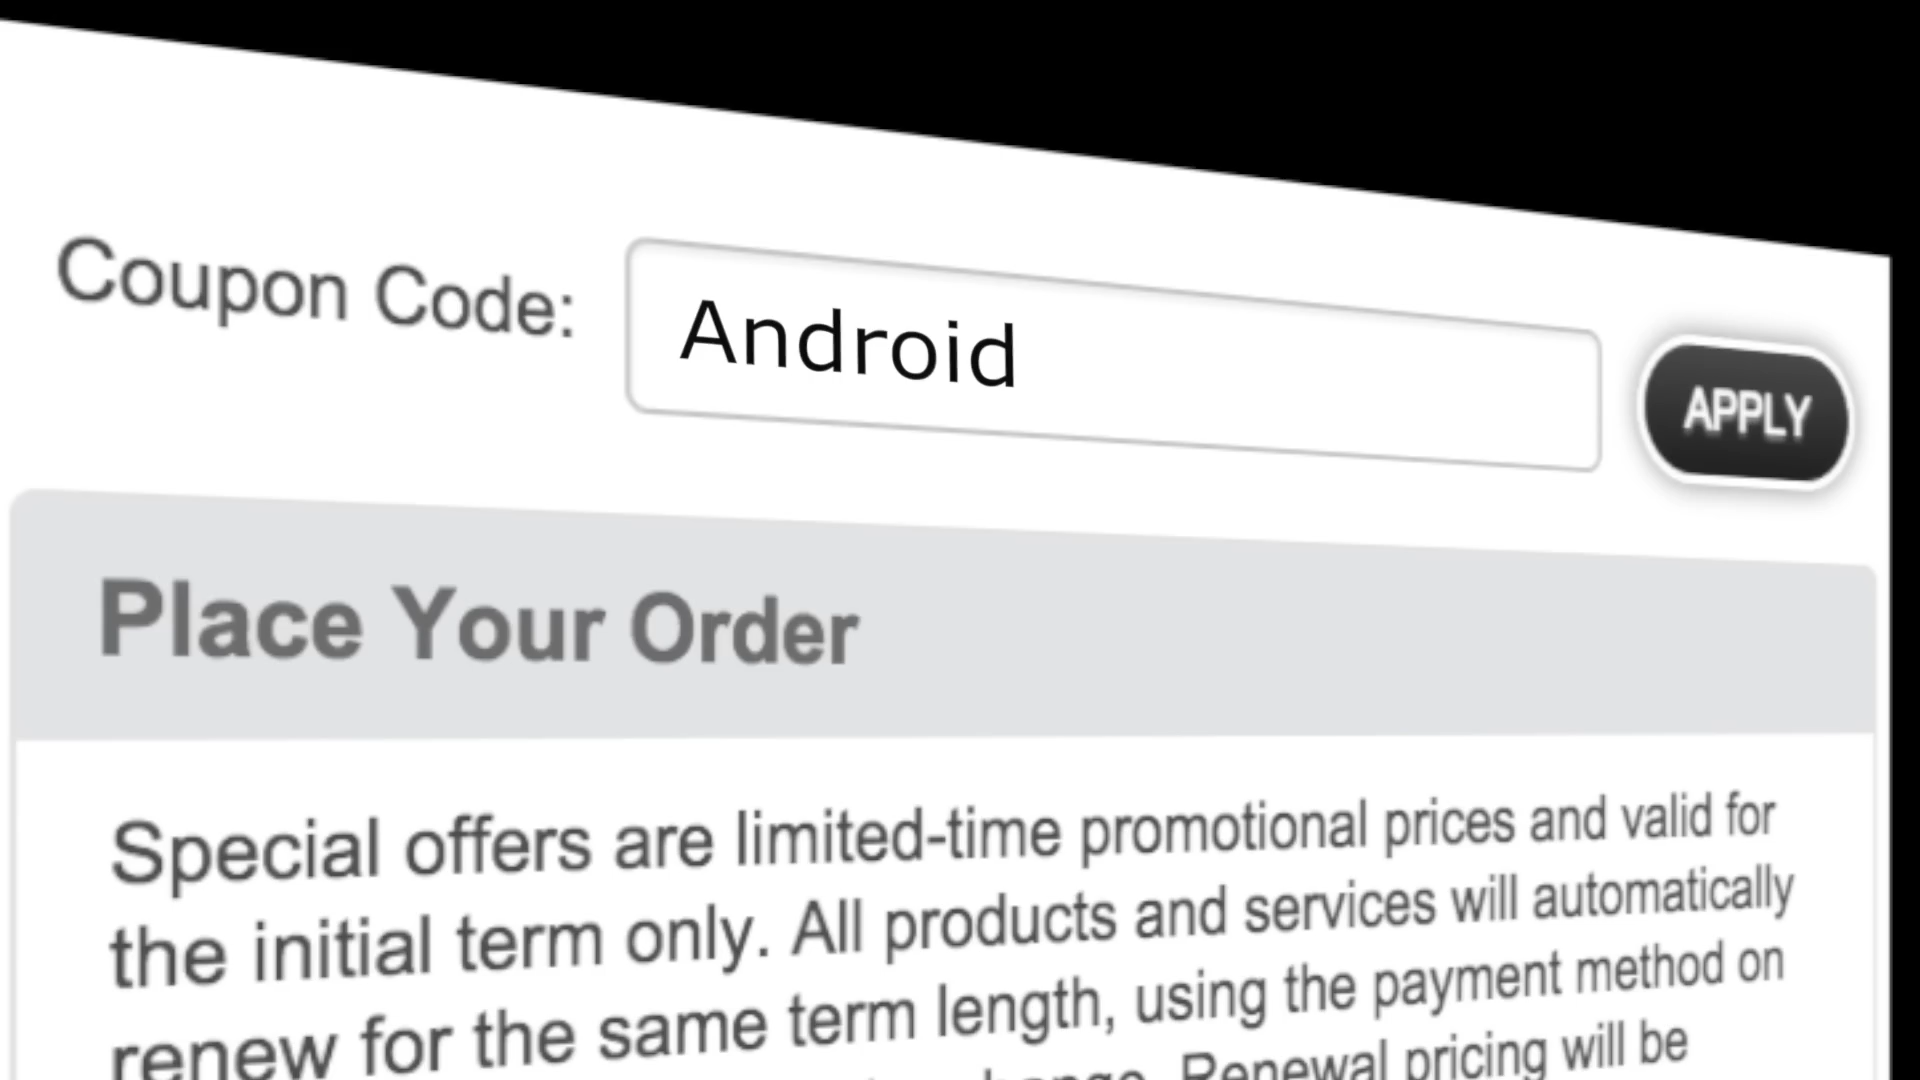 Coupon Code: Android APPLY
Place Your Order
Special offers are limited-time promotional prices and valid for
the initial term only. All products and services will automatically
renew for the same term length, using the payment method on
change. Renewal pricing will be